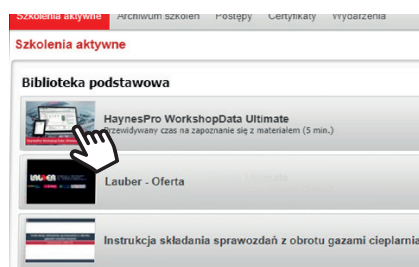 Szkolenia aktywne Archiwum szkoleń Postępy Certyfikaty Wydarzenia
Szkolenia aktywne
Biblioteka podstawowa
HaynesPro WorkshopData Ultimate
Przewidywany czas na zapoznanie się z materiałem (5 min.)
Lauber - Oferta
Instrukcja składania sprawozdań z obrotu gazami cieplarnia